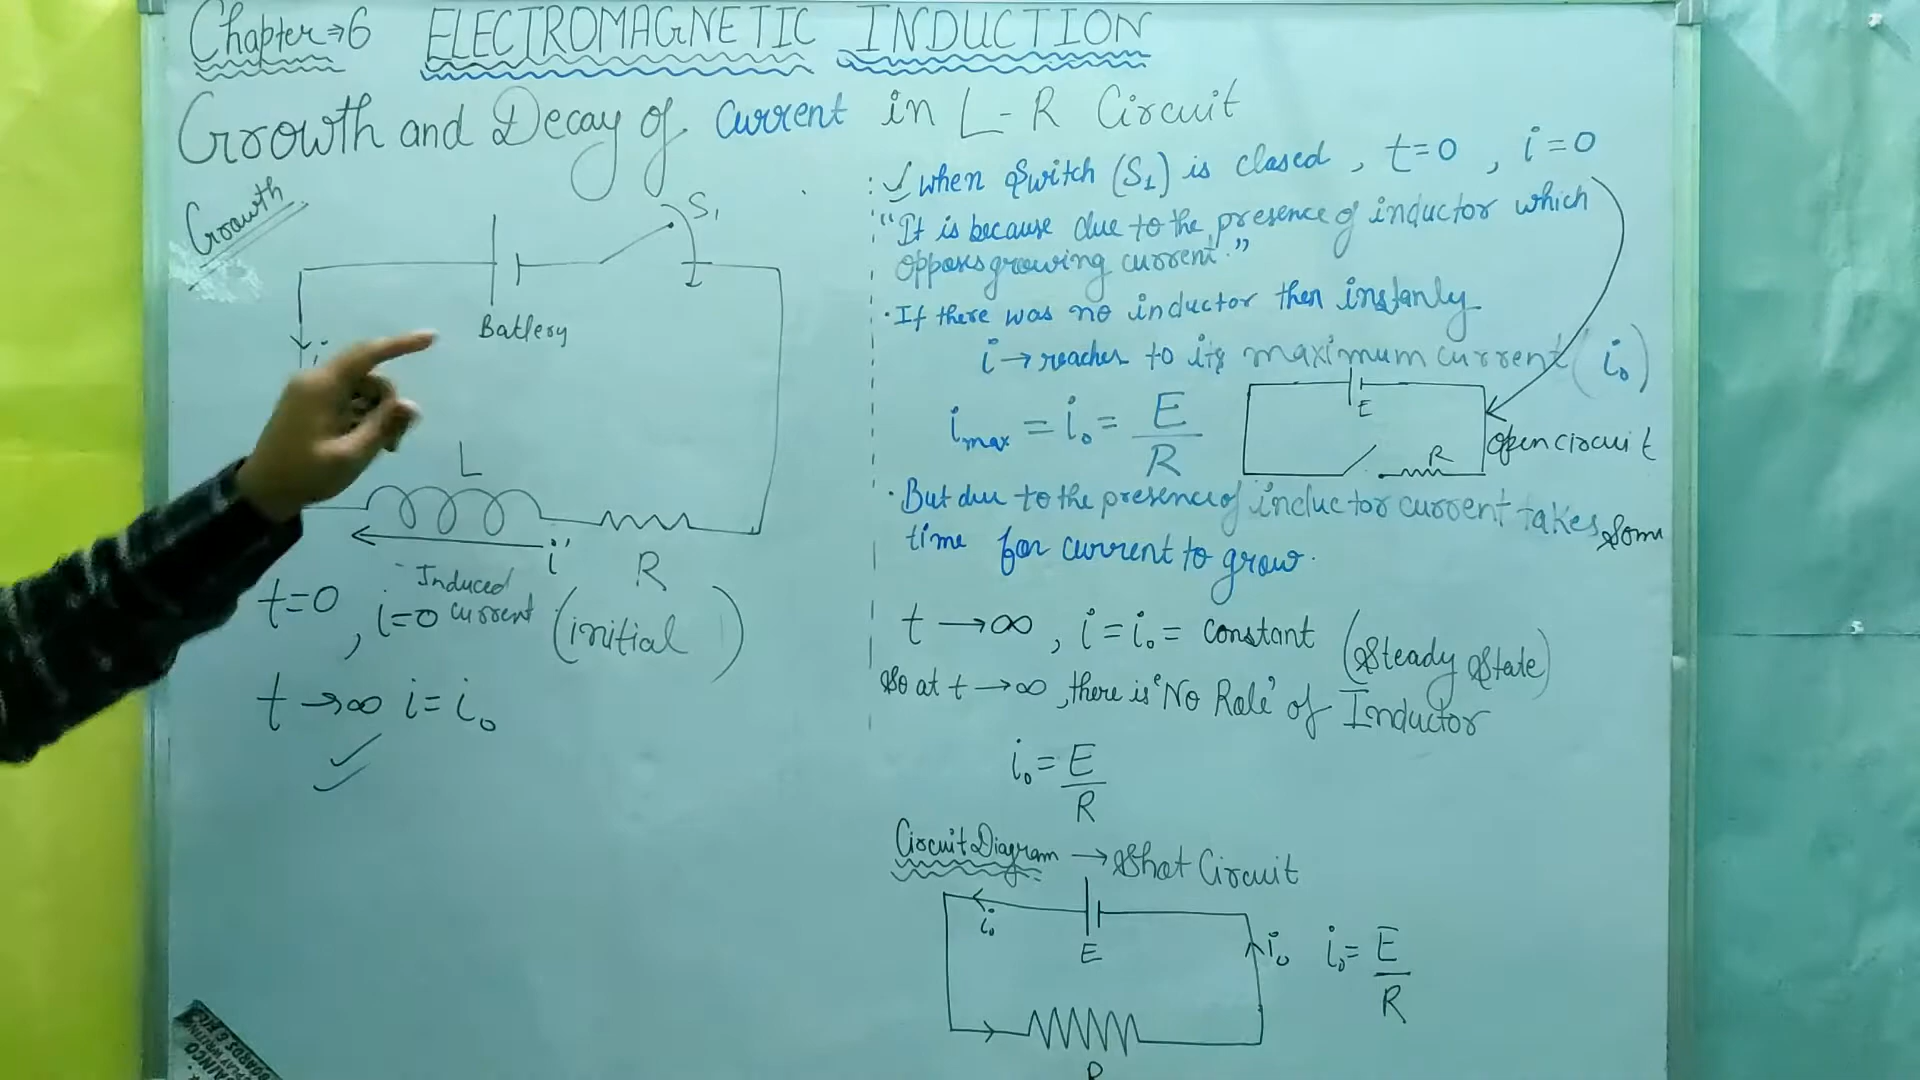 Chapter→6 ELECTROMAGNETIC INDUCTION
Growth and Decay of Current in L-R Circuit
Growth
S₁
Battery
i
L
i'
R
Induced current
t=0, i=0 (initial)
t→∞ i=i₀
: when Switch (S₁) is closed, t=0, i=0
"It is because due to the presence of inductor which
opposes growing current."
· If there was no inductor then instanly
i → reaches to its maximum current (i₀)
i max = i₀ = E/R
E
R
Open circuit
· But due to the presence of inductor current takes some
time for current to grow.
t→∞, i = i₀ = constant (Steady State)
So at t→∞, there is 'No Role' of Inductor
i₀ = E/R
Circuit Diagram → Shot Circuit
i₀
E
i₀
i₀ = E/R
R